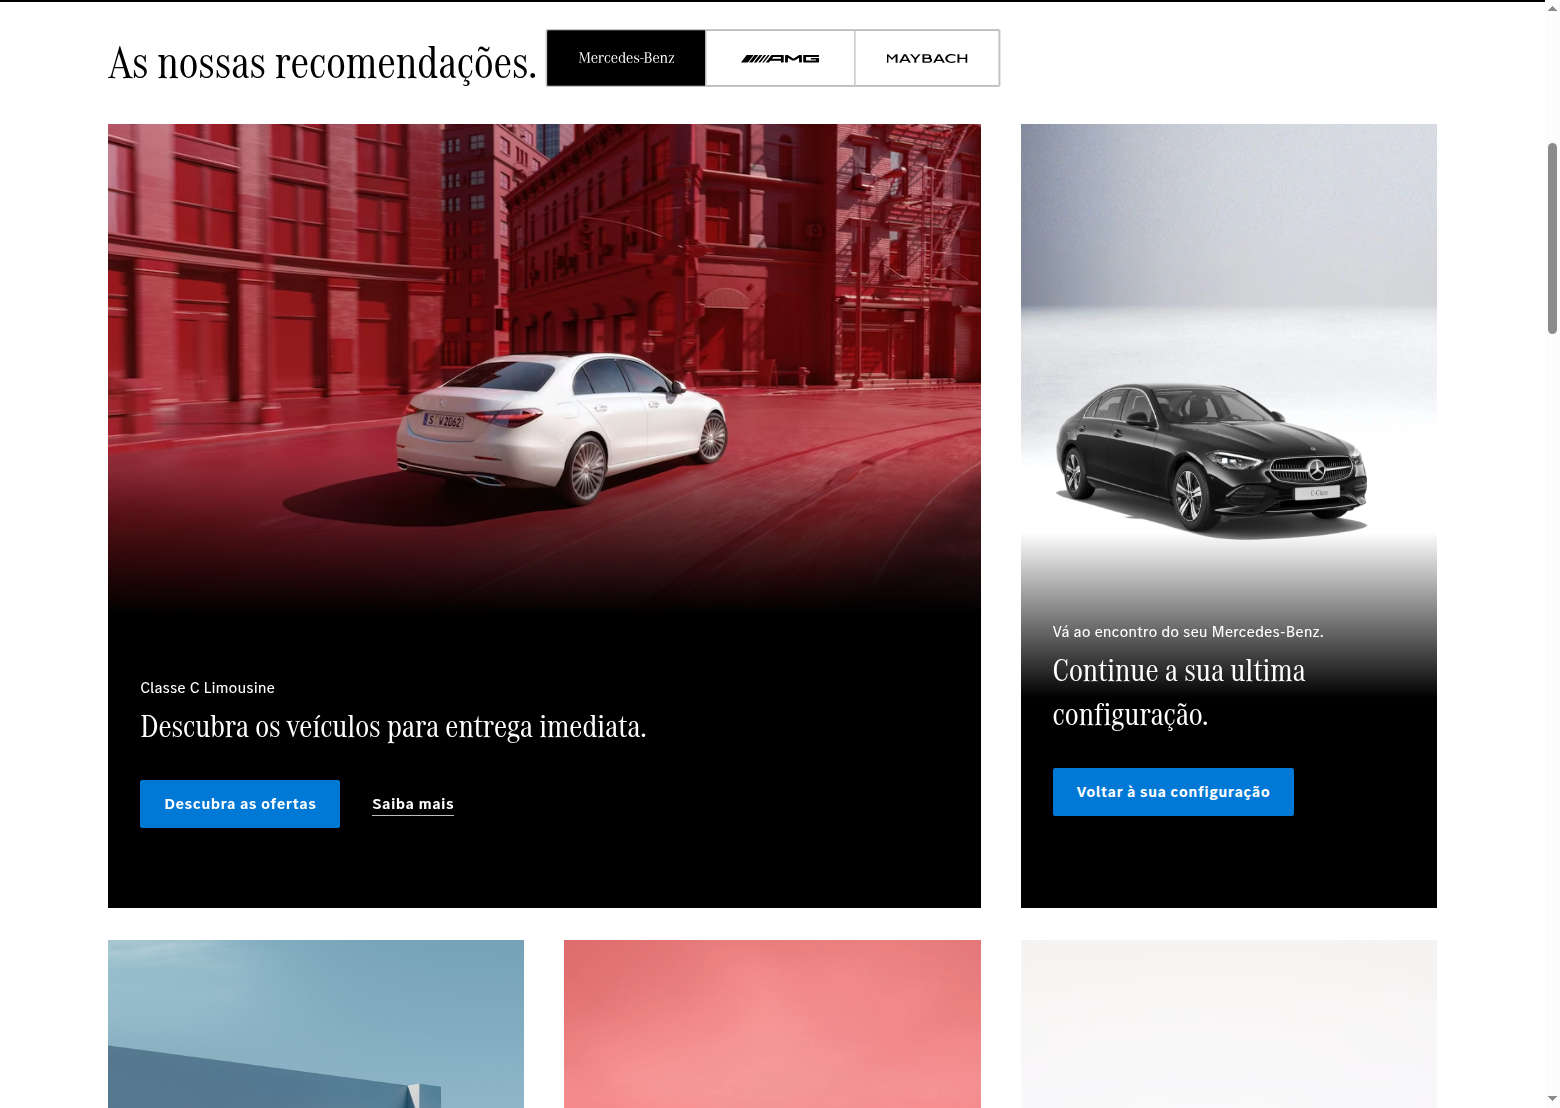 As nossas recomendações.
Mercedes-Benz
AMG
MAYBACH
S W 2062
C-Class
Classe C Limousine
Descubra os veículos para entrega imediata.
Descubra as ofertas
Saiba mais
Vá ao encontro do seu Mercedes-Benz.
Continue a sua ultima
configuração.
Voltar à sua configuração